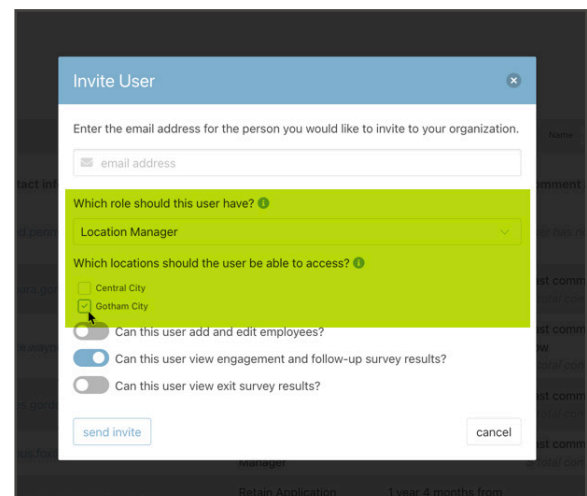 Invite User
Name
Enter the email address for the person you would like to invite to your organization.
email address
Which role should this user have?
Location Manager
Which locations should the user be able to access?
Central City
Gotham City
Can this user add and edit employees?
Can this user view engagement and follow-up survey results?
Can this user view exit survey results?
send invite
cancel
Manager
Retain Application
1 year 4 months from